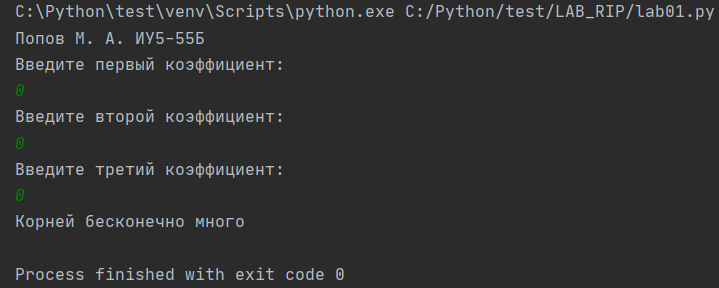 C:\Python\test\venv\Scripts\python.exe C:/Python/test/LAB_RIP/lab01.py
Попов М. А. ИУ5-55Б
Введите первый коэффициент:
0
Введите второй коэффициент:
0
Введите третий коэффициент:
0
Корней бесконечно много
Process finished with exit code 0